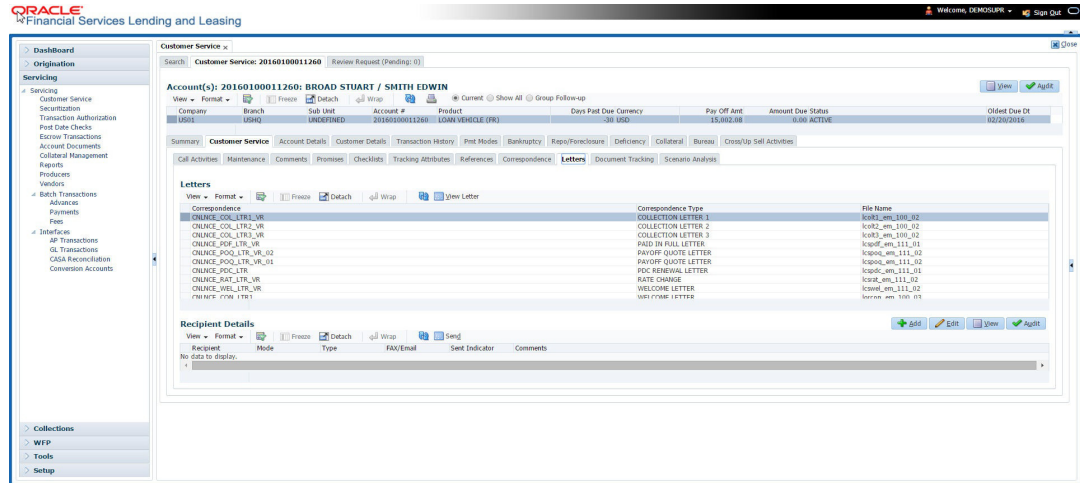 ORACLE
Financial Services Lending and Leasing
Welcome, DEMOSUPR
Sign Out
Close
DashBoard
Origination
Servicing
Servicing
Customer Service
Securitization
Transaction Authorization
Post Date Checks
Escrow Transactions
Account Documents
Collateral Management
Reports
Producers
Vendors
Batch Transactions
Advances
Payments
Fees
Interfaces
AP Transactions
GL Transactions
CASA Reconciliation
Conversion Accounts
Collections
WFP
Tools
Setup
Customer Service x
Search Customer Service: 20160100011260 Review Request (Pending: 0)
Account(s): 20160100011260: BROAD STUART / SMITH EDWIN
View Audit
View Format Freeze Detach Wrap Current Show All Group Follow-up
Company Branch Sub Unit Account # Product Days Past Due Currency Pay Off Amt Amount Due Status Oldest Due Dt
US01 USHQ UNDEFINED 20160100011260 LOAN VEHICLE (FR) -30 USD 15,002.08 0.00 ACTIVE 02/20/2016
Summary Customer Service Account Details Customer Details Transaction History Pmt Modes Bankruptcy Repo/Foreclosure Deficiency Collateral Bureau Cross/Up Sell Activities
Call Activities Maintenance Comments Promises Checklists Tracking Attributes References Correspondence Letters Document Tracking Scenario Analysis
Letters
View Format Freeze Detach Wrap View Letter
Correspondence Correspondence Type File Name
CNLNCE_COL_LTR1_VR COLLECTION LETTER 1 lcolt1_em_100_02
CNLNCE_COL_LTR2_VR COLLECTION LETTER 2 lcolt2_em_100_02
CNLNCE_COL_LTR3_VR COLLECTION LETTER 3 lcolt3_em_100_02
CNLNCE_PDF_LTR_VR PAID IN FULL LETTER lcspdf_em_111_01
CNLNCE_POQ_LTR_VR_02 PAYOFF QUOTE LETTER lcspoq_em_111_02
CNLNCE_POQ_LTR_VR_01 PAYOFF QUOTE LETTER lcspoq_em_111_02
CNLNCE_PDC_LTR PDC RENEWAL LETTER lcspdc_em_111_01
CNLNCE_RAT_LTR_VR RATE CHANGE lcsrat_em_111_02
CNLNCE_WEL_LTR_VR WELCOME LETTER lcswel_em_111_02
CNLNCE_CON_LTR1 WELCOME LETTER lorcon_em_100_03
Recipient Details
Add Edit View Audit
View Format Freeze Detach Wrap Send
Recipient Mode Type FAX/Email Sent Indicator Comments
No data to display.